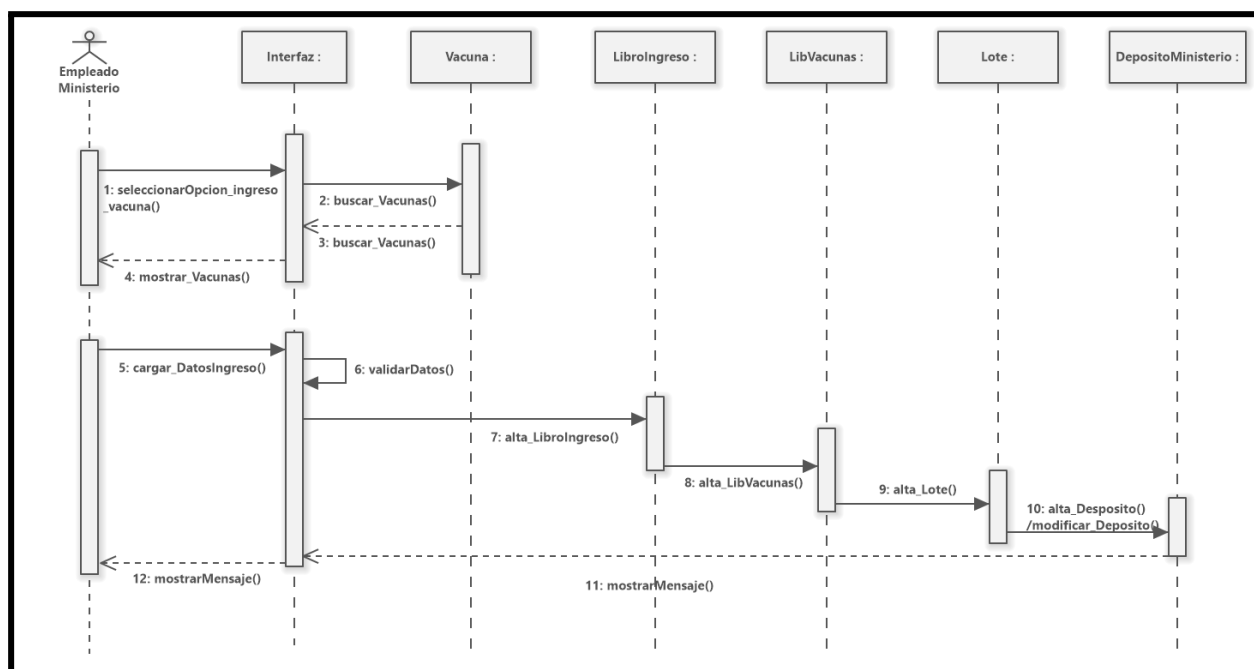 Empleado
Ministerio
Interfaz :
Vacuna :
LibroIngreso :
LibVacunas :
Lote :
DepositoMinisterio :
1: seleccionarOpcion_ingreso
_vacuna()
2: buscar_Vacunas()
3: buscar_Vacunas()
4: mostrar_Vacunas()
5: cargar_DatosIngreso()
6: validarDatos()
7: alta_LibroIngreso()
8: alta_LibVacunas()
9: alta_Lote()
10: alta_Desposito()
/modificar_Deposito()
11: mostrarMensaje()
12: mostrarMensaje()